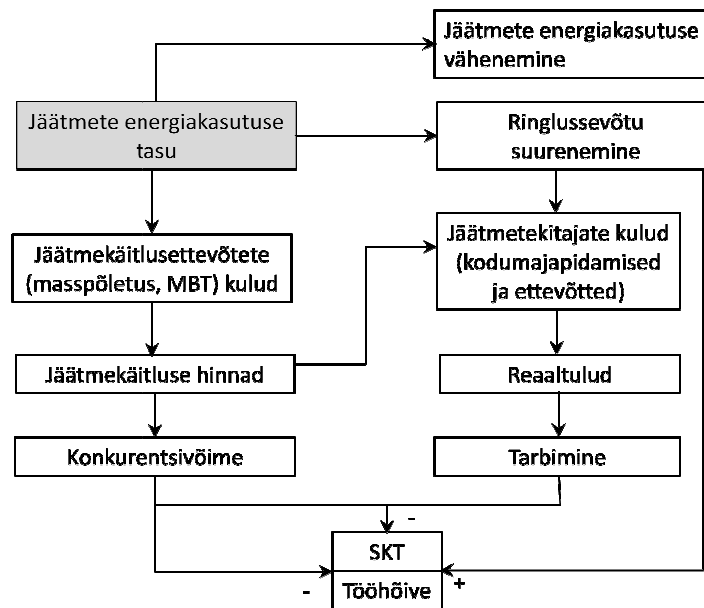 Jäätmete energiakasutuse
vähenemine
Jäätmete energiakasutuse
tasu
Ringlussevõtu
suurenemine
Jäätmekäitlusettevõtete
(masspõletus, MBT) kulud
Jäätmetekitajate kulud
(kodumajapidamised
ja ettevõtted)
Jäätmekäitluse hinnad
Reaaltulud
Konkurentsivõime
Tarbimine
-
SKT
- Tööhõive +